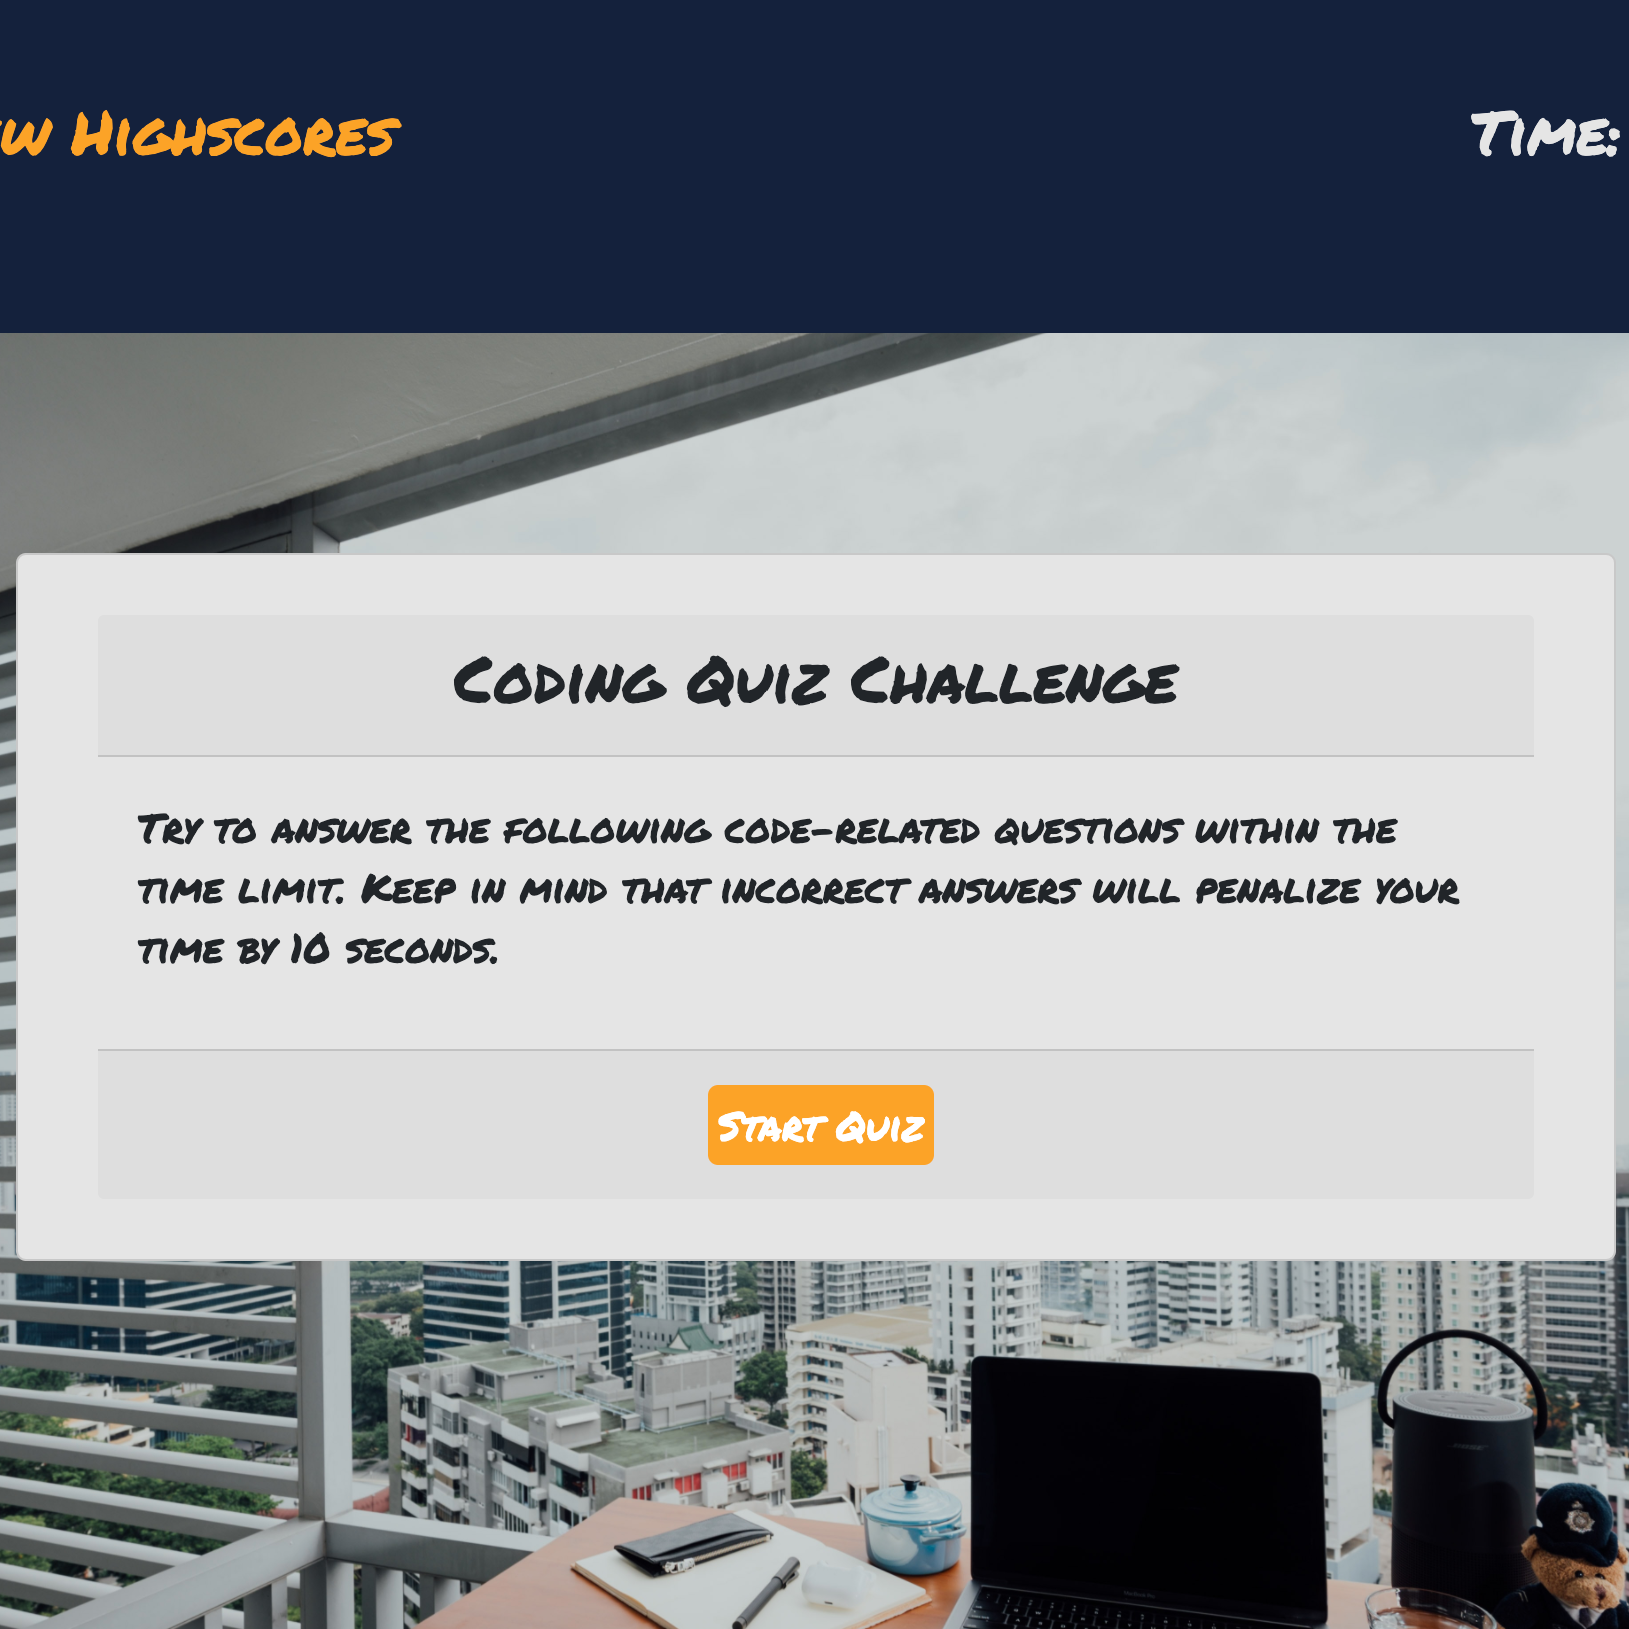 Highscores
Time:
Coding Quiz Challenge
Try to answer the following code-related questions within the
time limit. Keep in mind that incorrect answers will penalize your
time by 10 seconds.
Start Quiz